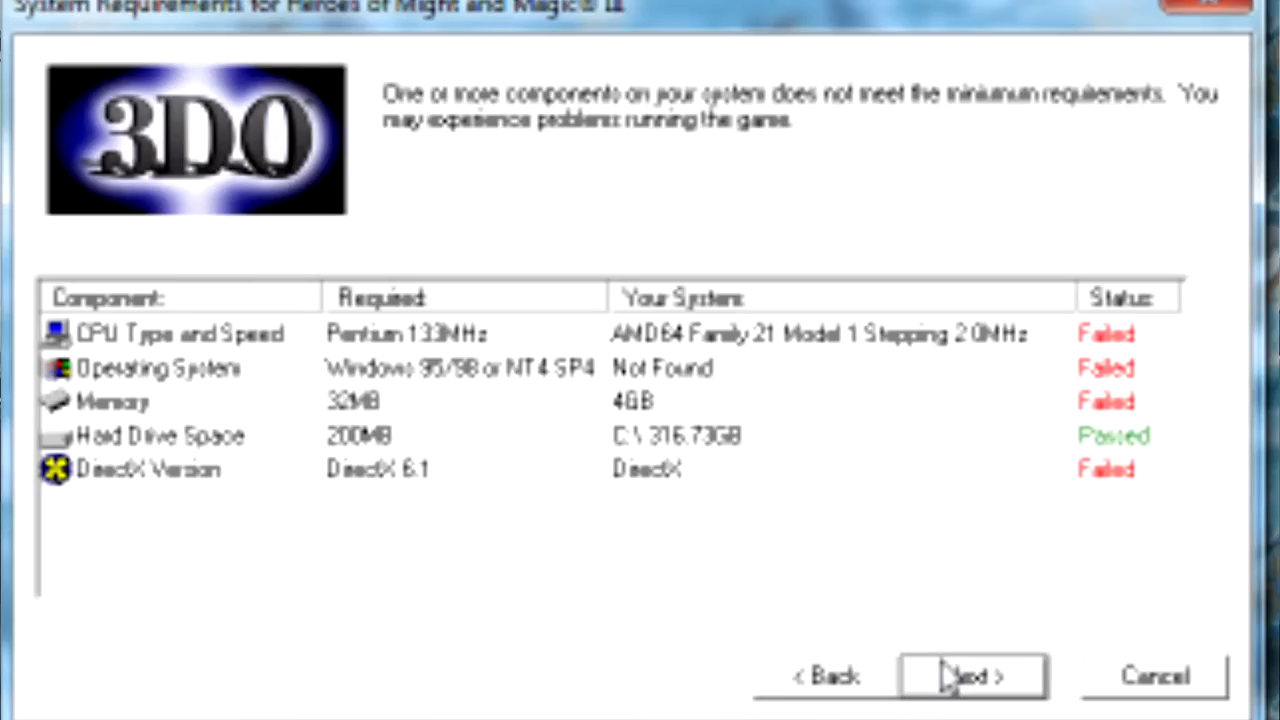 System Requirements for Heroes of Might and Magic® III
3DO
One or more components on your system does not meet the minimum requirements. You
may experience problems running the game.
Component: Required: Your System: Status:
CPU Type and Speed Pentium 133MHz AMD64 Family 21 Model 1 Stepping 2 0MHz Failed
Operating System Windows 95/98 or NT4 SP4 Not Found Failed
Memory 32MB 4GB Failed
Hard Drive Space 200MB C:\ 316.73GB Passed
DirectX Version DirectX 6.1 DirectX Failed
< Back Next > Cancel